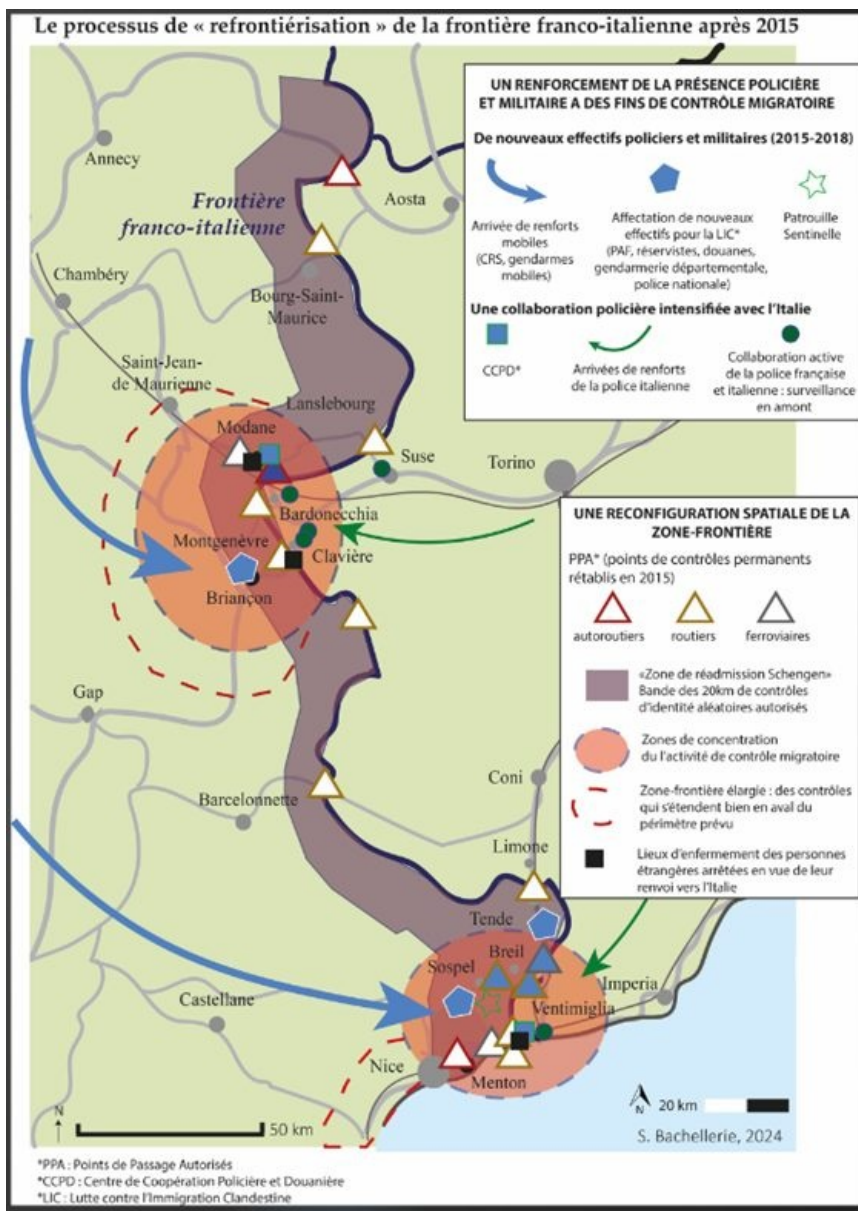 Le processus de « refrontiérisation » de la frontière franco-italienne après 2015
UN RENFORCEMENT DE LA PRÉSENCE POLICIÈRE
ET MILITAIRE A DES FINS DE CONTRÔLE MIGRATOIRE
De nouveaux effectifs policiers et militaires (2015-2018)
Arrivée de renforts
mobiles
(CRS, gendarmes
mobiles)
Affectation de nouveaux
effectifs pour la LIC*
(PAF, réservistes, douanes,
gendarmerie départementale,
police nationale)
Patrouille
Sentinelle
Une collaboration policière intensifiée avec l'Italie
CCPD*
Arrivées de renforts
de la police italienne
Collaboration active
de la police française
et italienne : surveillance
en amont
Annecy
Frontière
franco-italienne
Aosta
Chambéry
Bourg-Saint-
Maurice
Saint-Jean-
de Maurienne
Lanslebourg
Modane
Suse
Torino
Bardonecchia
Montgenèvre
Clavière
Briançon
Gap
Barcelonnette
Coni
Limone
Tende
Breil
Sospel
Ventimiglia
Imperia
Castellane
Nice
Menton
UNE RECONFIGURATION SPATIALE DE LA
ZONE-FRONTIÈRE
PPA* (points de contrôles permanents
rétablis en 2015)
autoroutiers
routiers
ferroviaires
«Zone de réadmission Schengen»
Bande des 20km de contrôles
d'identité aléatoires autorisés
Zones de concentration
du l'activité de contrôle migratoire
Zone-frontière élargie : des contrôles
qui s'étendent bien en aval du
périmètre prévu
Lieux d'enfermement des personnes
étrangères arrêtées en vue de leur
renvoi vers l'Italie
N
50 km
N
20 km
S. Bachellerie, 2024
*PPA : Points de Passage Autorisés
*CCPD : Centre de Coopération Policière et Douanière
*LIC : Lutte contre l'Immigration Clandestine